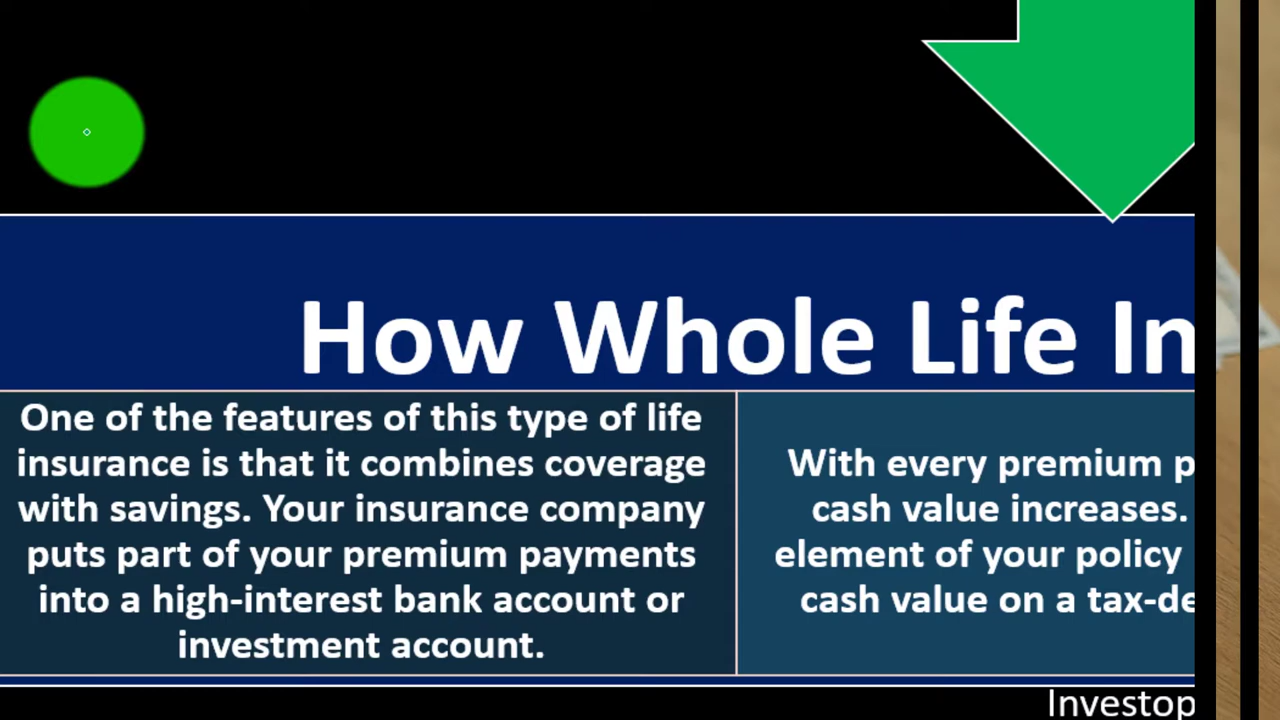 How Whole Life In
One of the features of this type of life
insurance is that it combines coverage
with savings. Your insurance company
puts part of your premium payments
into a high-interest bank account or
investment account.
With every premium p
cash value increases.
element of your policy
cash value on a tax-de
Investop